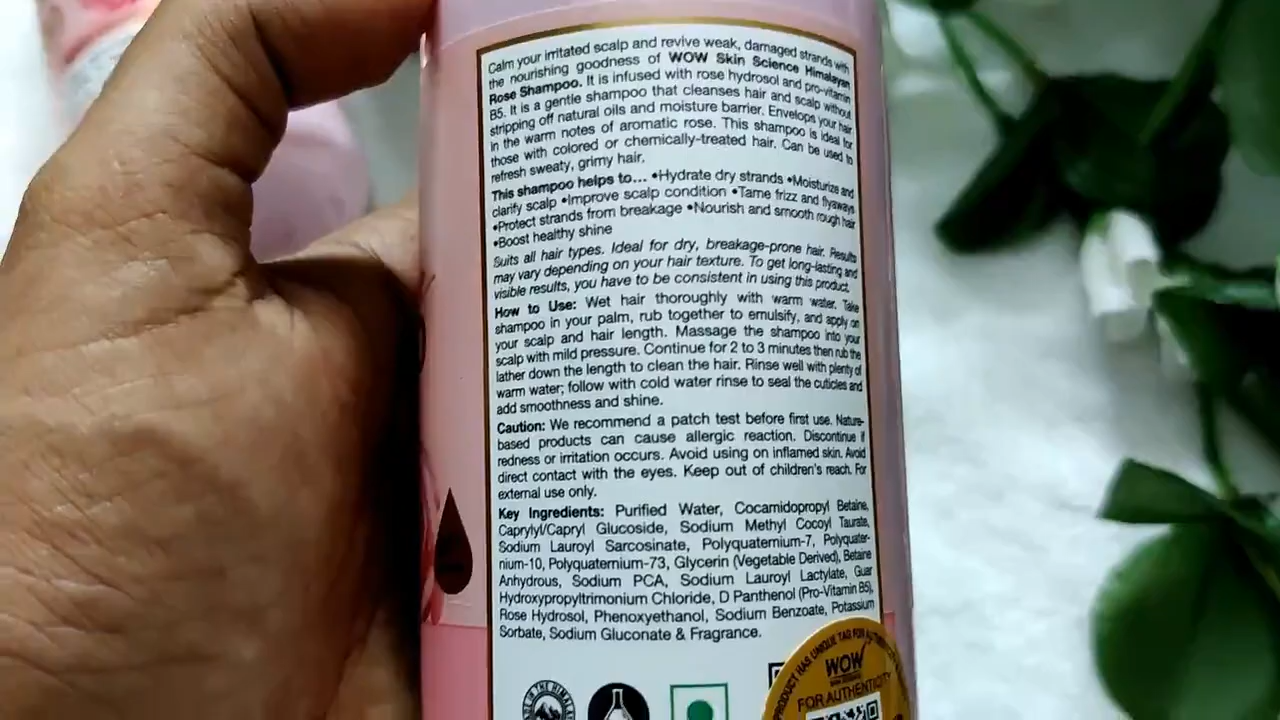 Calm your irritated scalp and revive weak, damaged strands with
the nourishing goodness of WOW Skin Science Himalayan
Rose Shampoo. It is infused with rose hydrosol and pro-vitamin
B5. It is a gentle shampoo that cleanses hair and scalp without
stripping off natural oils and moisture barrier. Envelops your hair
in the warm notes of aromatic rose. This shampoo is ideal for
those with colored or chemically-treated hair. Can be used to
refresh sweaty, grimy hair.
This shampoo helps to... •Hydrate dry strands •Moisturize and
clarify scalp •Improve scalp condition •Tame frizz and flyaways
•Protect strands from breakage •Nourish and smooth rough hair
•Boost healthy shine
Suits all hair types. Ideal for dry, breakage-prone hair. Results
may vary depending on your hair texture. To get long-lasting and
visible results, you have to be consistent in using this product.
How to Use: Wet hair thoroughly with warm water. Take
shampoo in your palm, rub together to emulsify, and apply on
your scalp and hair length. Massage the shampoo into your
scalp with mild pressure. Continue for 2 to 3 minutes then rub the
lather down the length to clean the hair. Rinse well with plenty of
warm water; follow with cold water rinse to seal the cuticles and
add smoothness and shine.
Caution: We recommend a patch test before first use. Nature-
based products can cause allergic reaction. Discontinue if
redness or irritation occurs. Avoid using on inflamed skin. Avoid
direct contact with the eyes. Keep out of children's reach. For
external use only.
Key Ingredients: Purified Water, Cocamidopropyl Betaine,
Caprylyl/Capryl Glucoside, Sodium Methyl Cocoyl Taurate,
Sodium Lauroyl Sarcosinate, Polyquaternium-7, Polyquater-
nium-10, Polyquaternium-73, Glycerin (Vegetable Derived), Betaine
Anhydrous, Sodium PCA, Sodium Lauroyl Lactylate, Guar
Hydroxypropyltrimonium Chloride, D Panthenol (Pro-Vitamin B5),
Rose Hydrosol, Phenoxyethanol, Sodium Benzoate, Potassium
Sorbate, Sodium Gluconate & Fragrance.
PRODUCT HAS UNIQUE TAG FOR
WOW
FOR AUTHENTICITY
IN THE HIMALAY